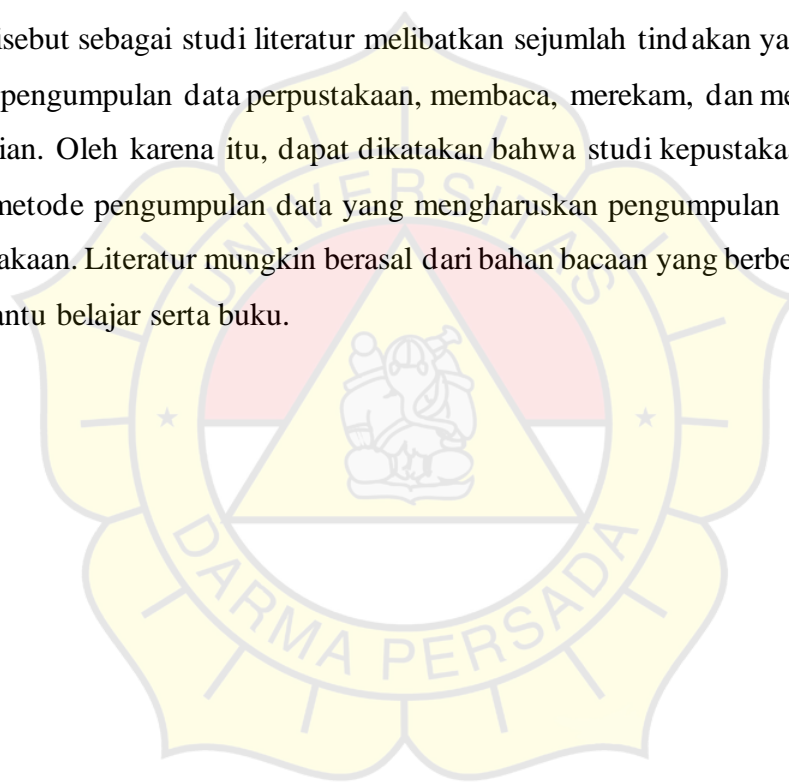 isebut sebagai studi literatur melibatkan sejumlah tindakan ya
pengumpulan data perpustakaan, membaca, merekam, dan me
ian. Oleh karena itu, dapat dikatakan bahwa studi kepustaka
metode pengumpulan data yang mengharuskan pengumpulan
akaan. Literatur mungkin berasal dari bahan bacaan yang berbe
antu belajar serta buku.
UNIVERSITAS
DARMA PERSADA